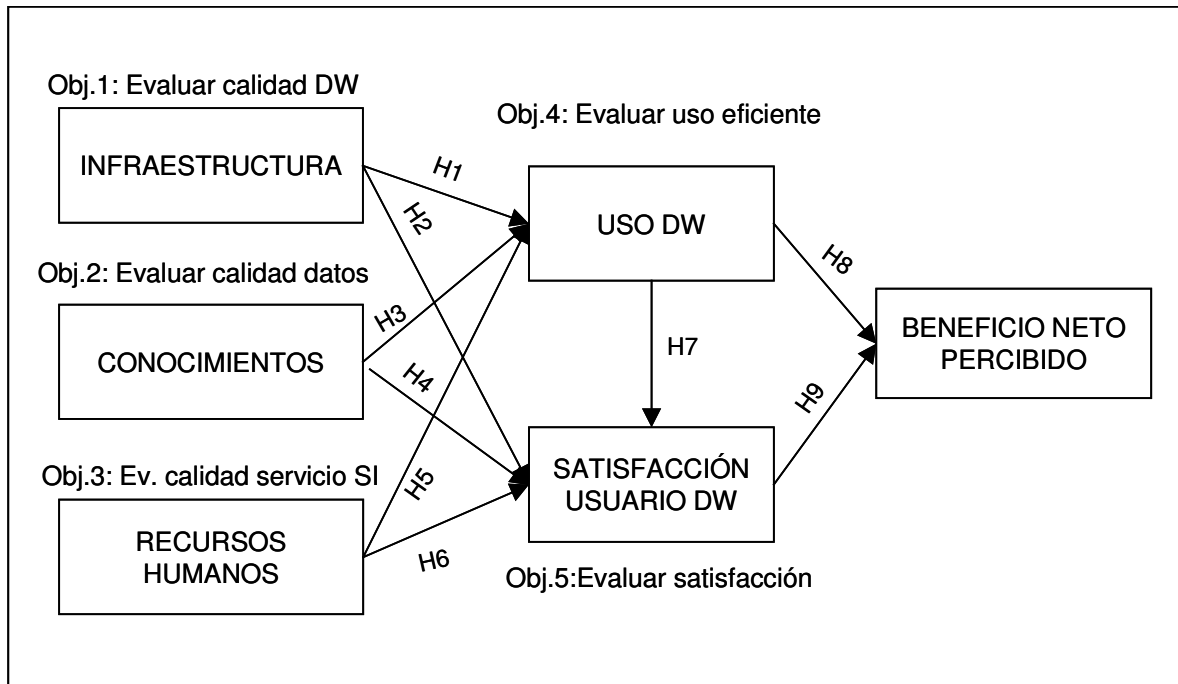 Obj.1: Evaluar calidad DW
INFRAESTRUCTURA
Obj.2: Evaluar calidad datos
CONOCIMIENTOS
Obj.3: Ev. calidad servicio SI
RECURSOS
HUMANOS
H1
H2
H3
H4
H5
H6
Obj.4: Evaluar uso eficiente
USO DW
H7
SATISFACCIÓN
USUARIO DW
Obj.5:Evaluar satisfacción
H8
H9
BENEFICIO NETO
PERCIBIDO